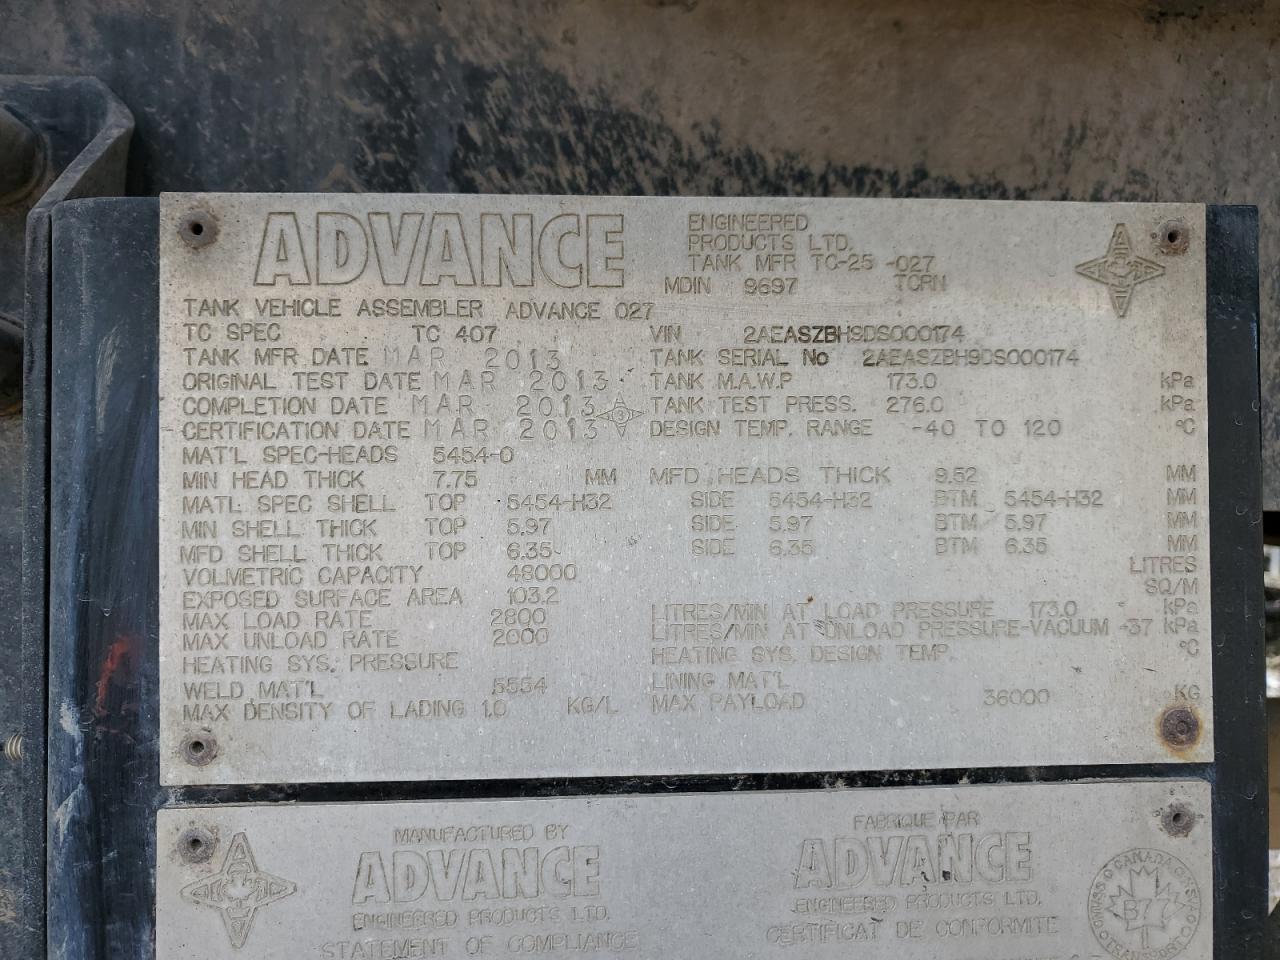 ADVANCE ENGINEERED
PRODUCTS LTD.
TANK MFR TC-25 -027
MDIN 9697 TCRN
TANK VEHICLE ASSEMBLER ADVANCE 027
TC SPEC TC 407 VIN 2AEASZBH9DS000174
TANK MFR DATE MAR 2013 TANK SERIAL No 2AEASZBH9DS000174
ORIGINAL TEST DATE MAR 2013 TANK M.A.W.P 173.0 kPa
COMPLETION DATE MAR 2013 TANK TEST PRESS. 276.0 kPa
CERTIFICATION DATE MAR 2013 DESIGN TEMP. RANGE -40 TO 120 °C
MAT'L SPEC-HEADS 5454-0
MIN HEAD THICK 7.75 MM MFD HEADS THICK 9.52 MM
MATL SPEC SHELL TOP 5454-H32 SIDE 5454-H32 BTM 5454-H32 MM
MIN SHELL THICK TOP 5.97 SIDE 5.97 BTM 5.97 MM
MFD SHELL THICK TOP 6.35 SIDE 6.35 BTM 6.35 MM
VOLMETRIC CAPACITY 48000 LITRES
EXPOSED SURFACE AREA 103.2 SQ/M
MAX LOAD RATE 2800 LITRES/MIN AT LOAD PRESSURE 173.0 kPa
MAX UNLOAD RATE 2000 LITRES/MIN AT UNLOAD PRESSURE-VACUUM -37 kPa
HEATING SYS. PRESSURE HEATING SYS. DESIGN TEMP. °C
WELD MAT'L 5554 LINING MAT'L
MAX DENSITY OF LADING 1.0 KG/L MAX PAYLOAD 36000 KG
MANUFACTURED BY FABRIQUE PAR
ADVANCE ADVANCE
ENGINEERED PRODUCTS LTD. ENGINEERED PRODUCTS LTD.
STATEMENT OF COMPLIANCE CERTIFICAT DE CONFORMITE
CANADA
TRANSPORT